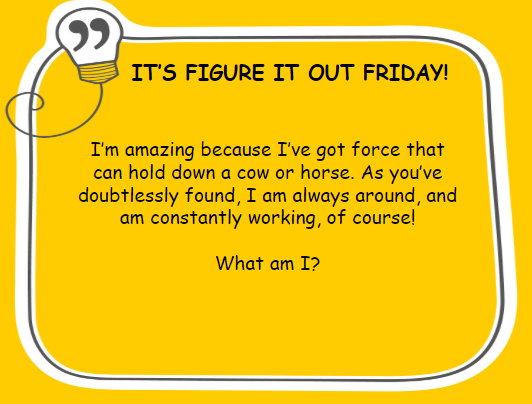 IT'S FIGURE IT OUT FRIDAY!
I'm amazing because I've got force that
can hold down a cow or horse. As you've
doubtlessly found, I am always around, and
am constantly working, of course!
What am I?